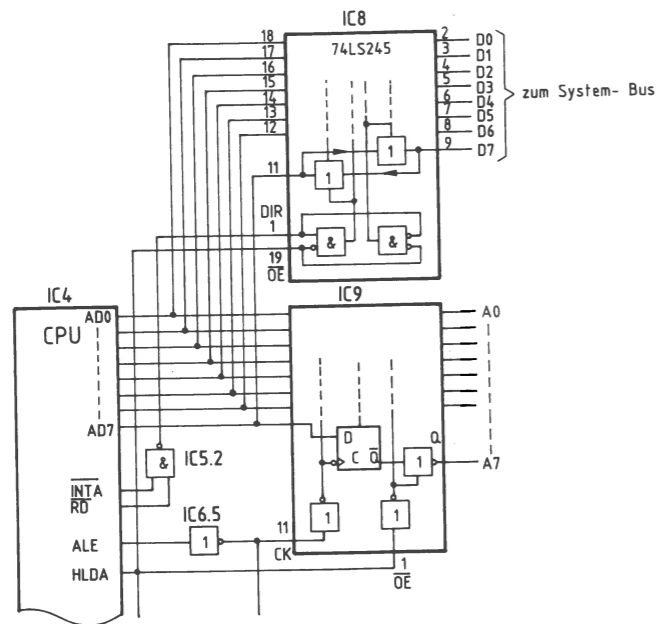 IC8
74LS245
18
17
16
15
14
13
12
11
DIR
1
19
OE
2 D0
3 D1
4 D2
5 D3
6 D4
7 D5
8 D6
9 D7
zum System- Bus
1
1
&
&
IC4
CPU
AD0
AD7
INTA
RD
ALE
HLDA
&
IC5.2
IC6.5
1
IC9
A0
A7
D
C Q
Q
1
1
1
11
CK
1
OE